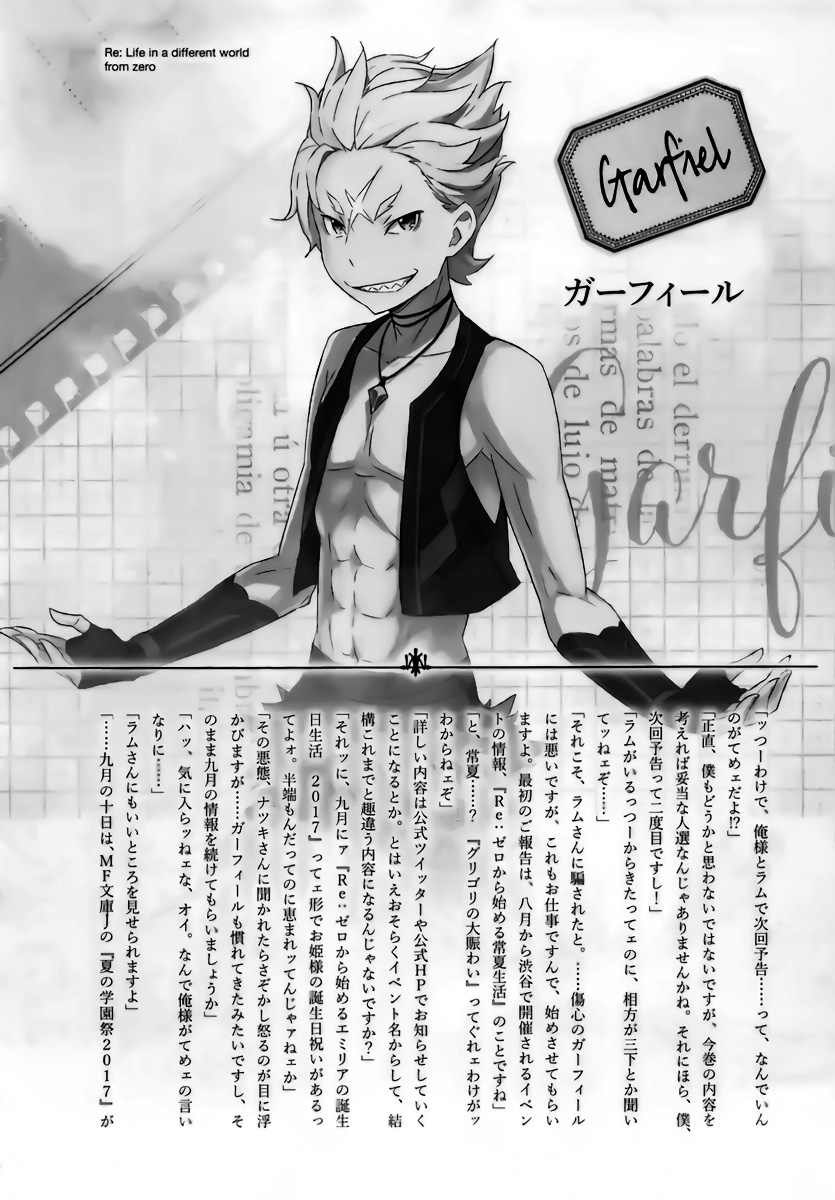 Re: Life in a different world
from zero
Garfiel
ガーフィール
「ッつーわけで、俺様とラムで次回予告……って、なんでいん
のがてめェだよ!?」
「正直、僕もどうかと思わないではないですが、今巻の内容を
考えれば妥当な人選なんじゃありませんかね。それにほら、僕、
次回予告って二度目ですし!」
「ラムがいるっつーからきたってェのに、相方が三下とか聞い
てッねェぞ……」
「それこそ、ラムさんに騙されたと。……傷心のガーフィール
には悪いですが、これもお仕事ですんで、始めさせてもらい
ますよ。最初のご報告は、八月から渋谷で開催されるイベン
トの情報、『Re:ゼロから始める常夏生活』のことですね」
「と、常夏……？『グリゴリの大賑わい』ってぐれェわけがッ
わからねェぞ」
「詳しい内容は公式ツイッターや公式HPでお知らせしていく
ことになるとか。とはいえおそらくイベント名からして、結
構これまでと趣違う内容になるんじゃないですか？」
「それッに、九月にァ『Re:ゼロから始めるエミリアの誕生
日生活 2017』ってェ形でお姫様の誕生日祝いがあるっ
てよォ。半端もんだってのに恵まれッてんじゃァねェか」
「その悪態、ナツキさんに聞かれたらさぞかし怒るのが目に浮
かびますが……ガーフィールも慣れてきたみたいですし、そ
のまま九月の情報を続けてもらいましょうか」
「ハッ、気に入らッねェな、オイ。なんで俺様がてめェの言い
なりに……」
「ラムさんにもいいところを見せられますよ」
「……九月の十日は、MF文庫Jの『夏の学園祭2017』が
do el derru
palabras de
rmas de matr
os de lujo de
ú otra
Garfi